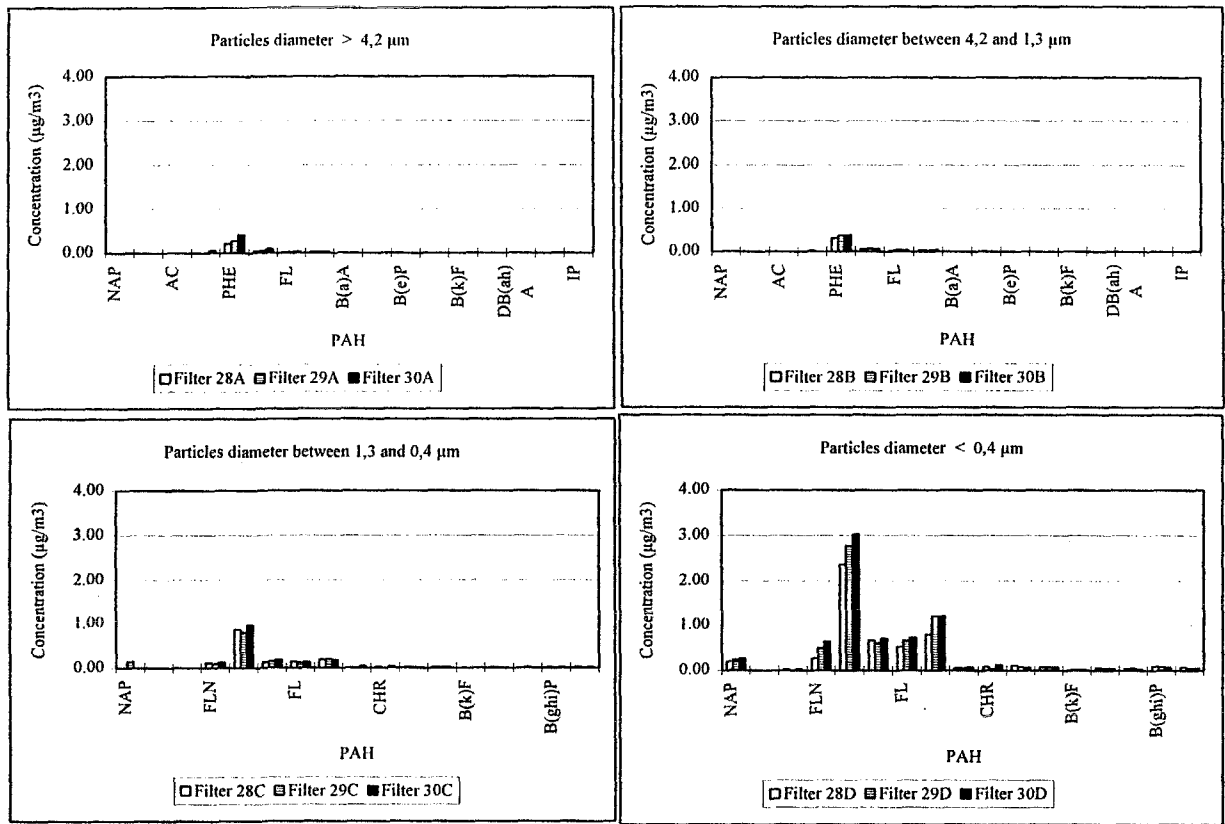 Particles diameter > 4,2 µm
Concentration (µg/m3)
4.00
3.00
2.00
1.00
0.00
NAP
AC
PHE
FL
B(a)A
B(e)P
B(k)F
DB(ah)
A
IP
PAH
Filter 28A Filter 29A Filter 30A
Particles diameter between 4,2 and 1,3 µm
Concentration (µg/m3)
4.00
3.00
2.00
1.00
0.00
NAP
AC
PHE
FL
B(a)A
B(e)P
B(k)F
DB(ah)
A
IP
PAH
Filter 28B Filter 29B Filter 30B
Particles diameter between 1,3 and 0,4 µm
Concentration (µg/m3)
4.00
3.00
2.00
1.00
0.00
NAP
FLN
FL
CHR
B(k)F
B(ghi)P
PAH
Filter 28C Filter 29C Filter 30C
Particles diameter < 0,4 µm
Concentration (µg/m3)
4.00
3.00
2.00
1.00
0.00
NAP
FLN
FL
CHR
B(k)F
B(ghi)P
PAH
Filter 28D Filter 29D Filter 30D